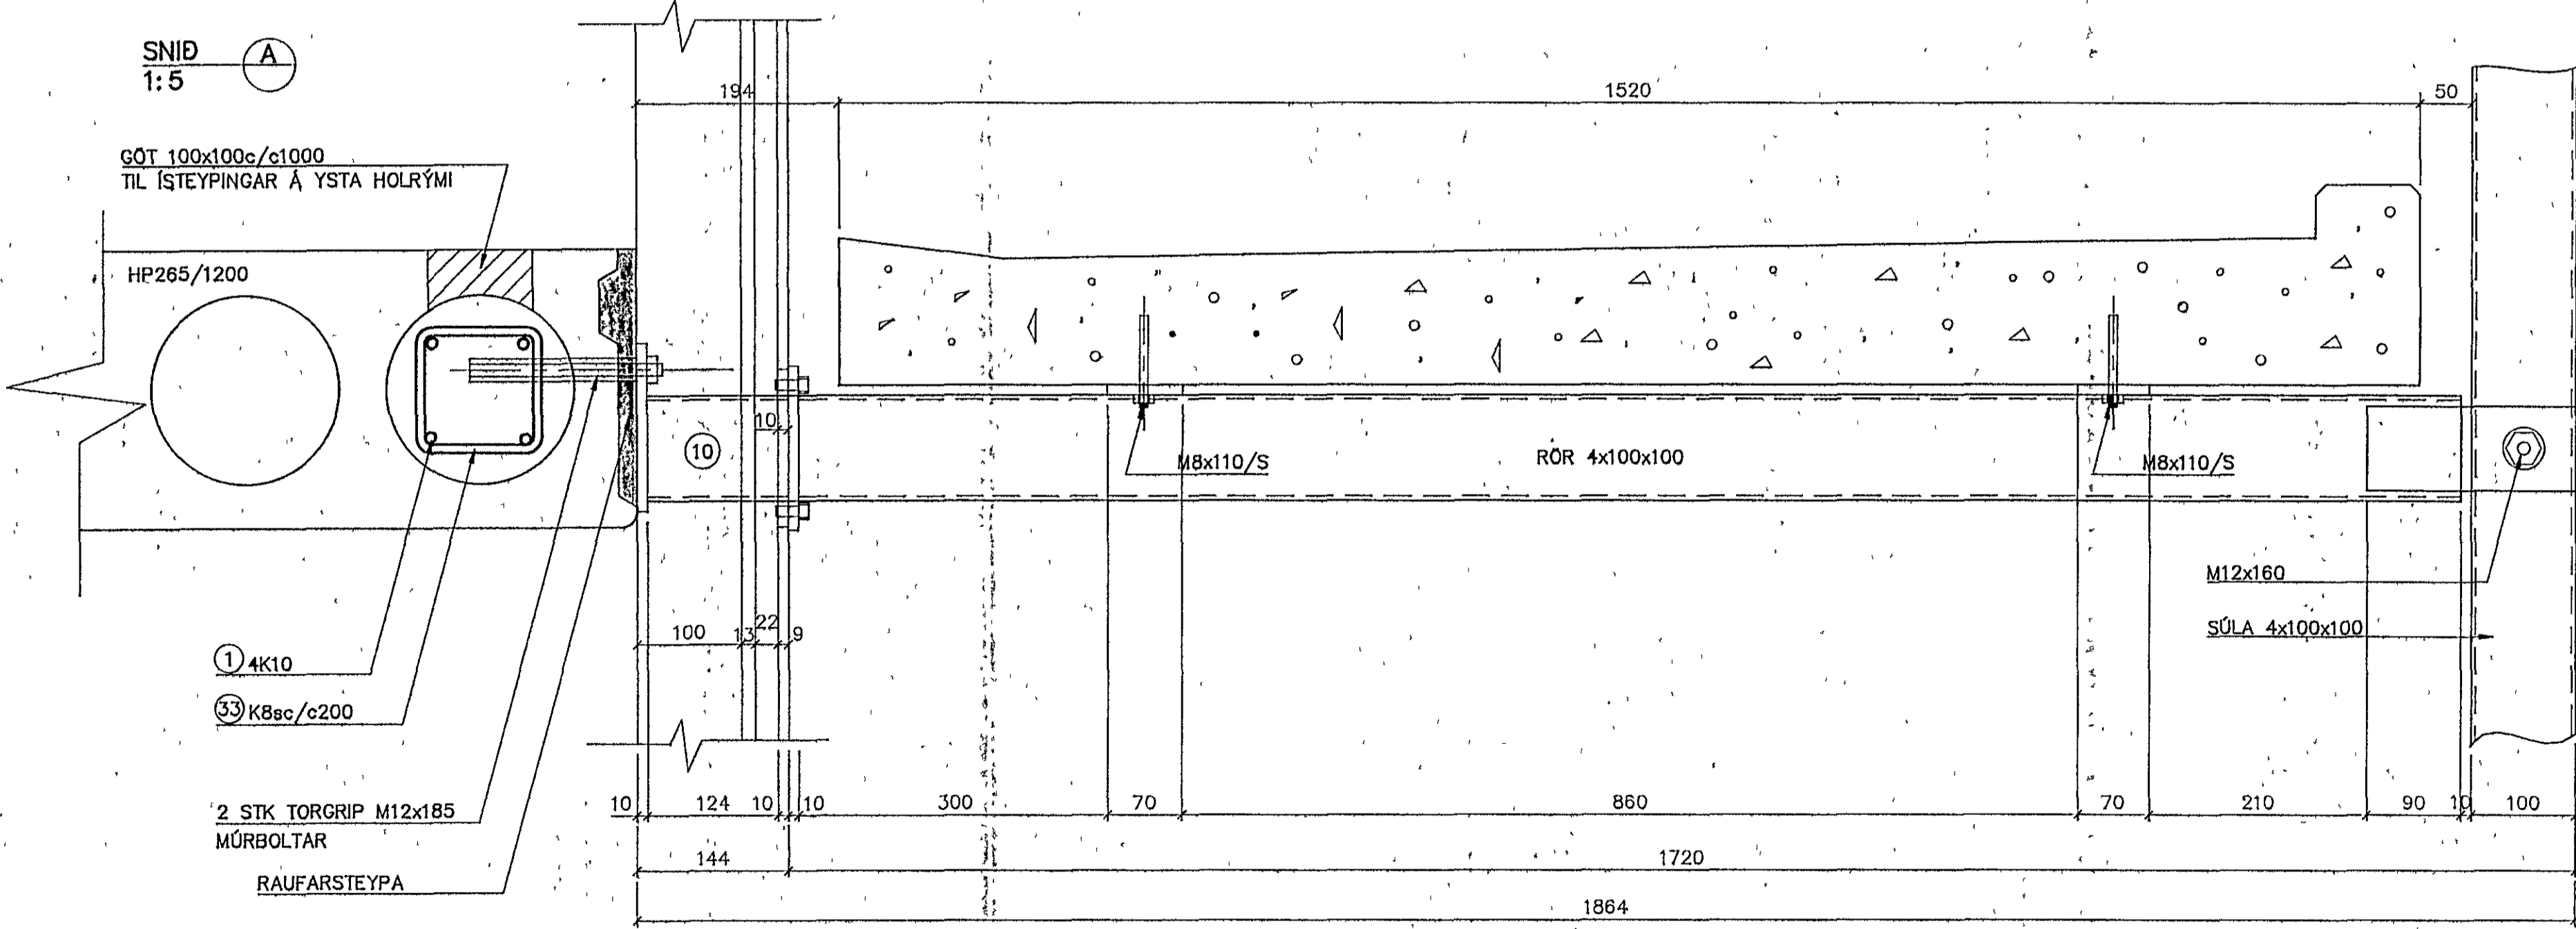 SNIÐ
1:5
A
194
1520
50
GÖT 100x100c/c1000
TIL ÍSTEYPINGAR Á YSTA HOLRÝMI
HP265/1200
10
10
M8x110/S
RÖR 4x100x100
M8x110/S
M12x160
SÚLA 4x100x100
100
13
22
9
1 4K10
33 K8sc/c200
2 STK TORGRIP M12x185
MÚRBOLTAR
RAUFARSTEYPA
10
124
10
10
300
70
860
70
210
90
10
100
144
1720
1864